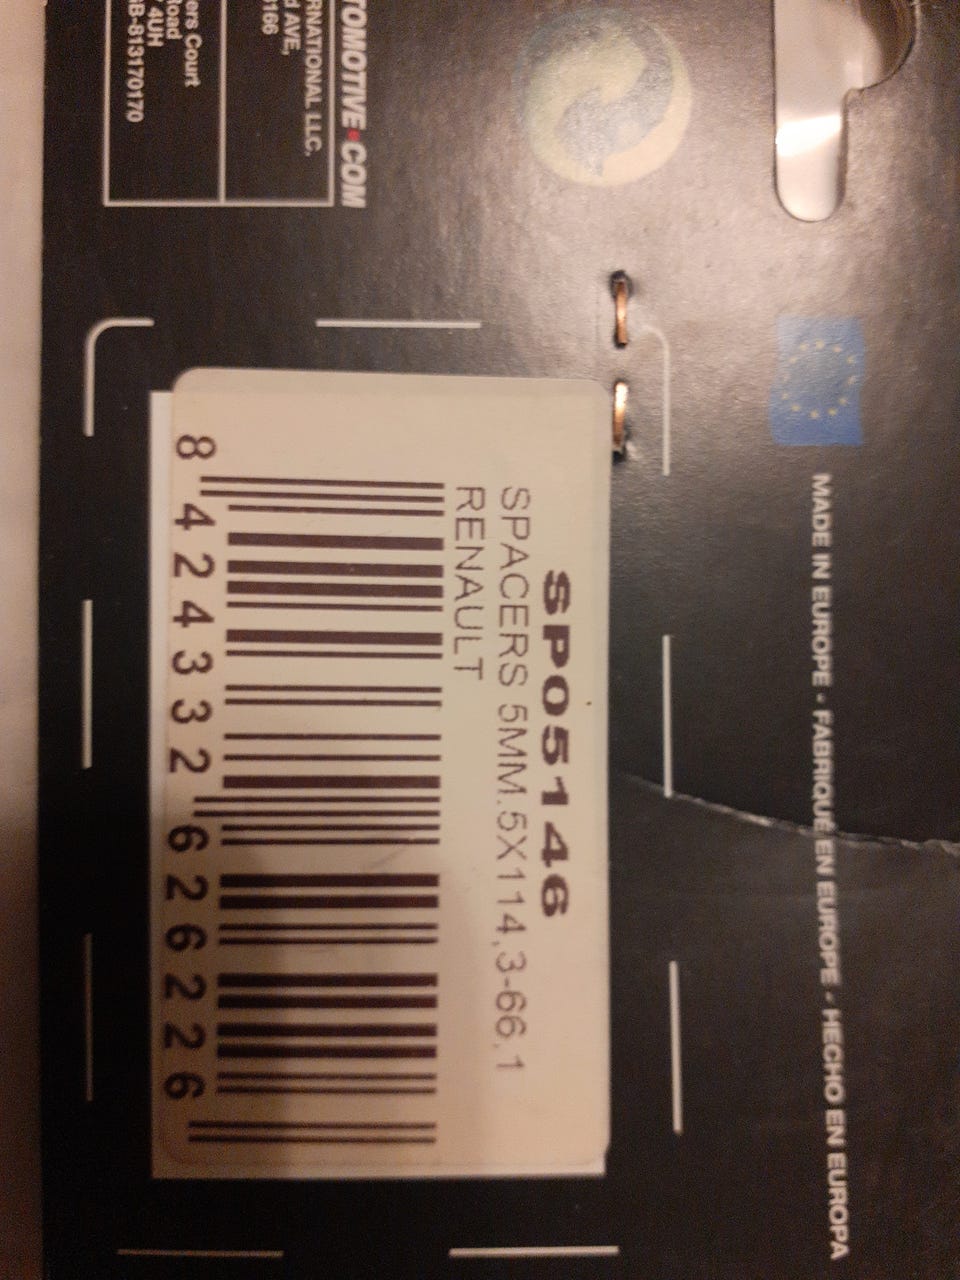 TOMOTIVE•COM
RNATIONAL LLC.
d AVE,
166
ers Court
Road
4UH
B-813170170
MADE IN EUROPE - FABRIQUÉ EN EUROPE - HECHO EN EUROPA
SP05146
SPACERS 5MM.5X114,3-66,1
RENAULT
8 424332 626226